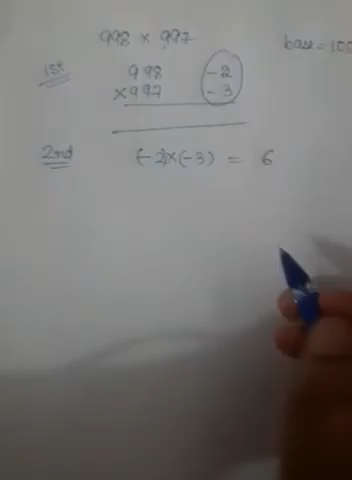 998 × 997
base = 100
1st 998 -2
×997 -3
2nd (-2)×(-3) = 6